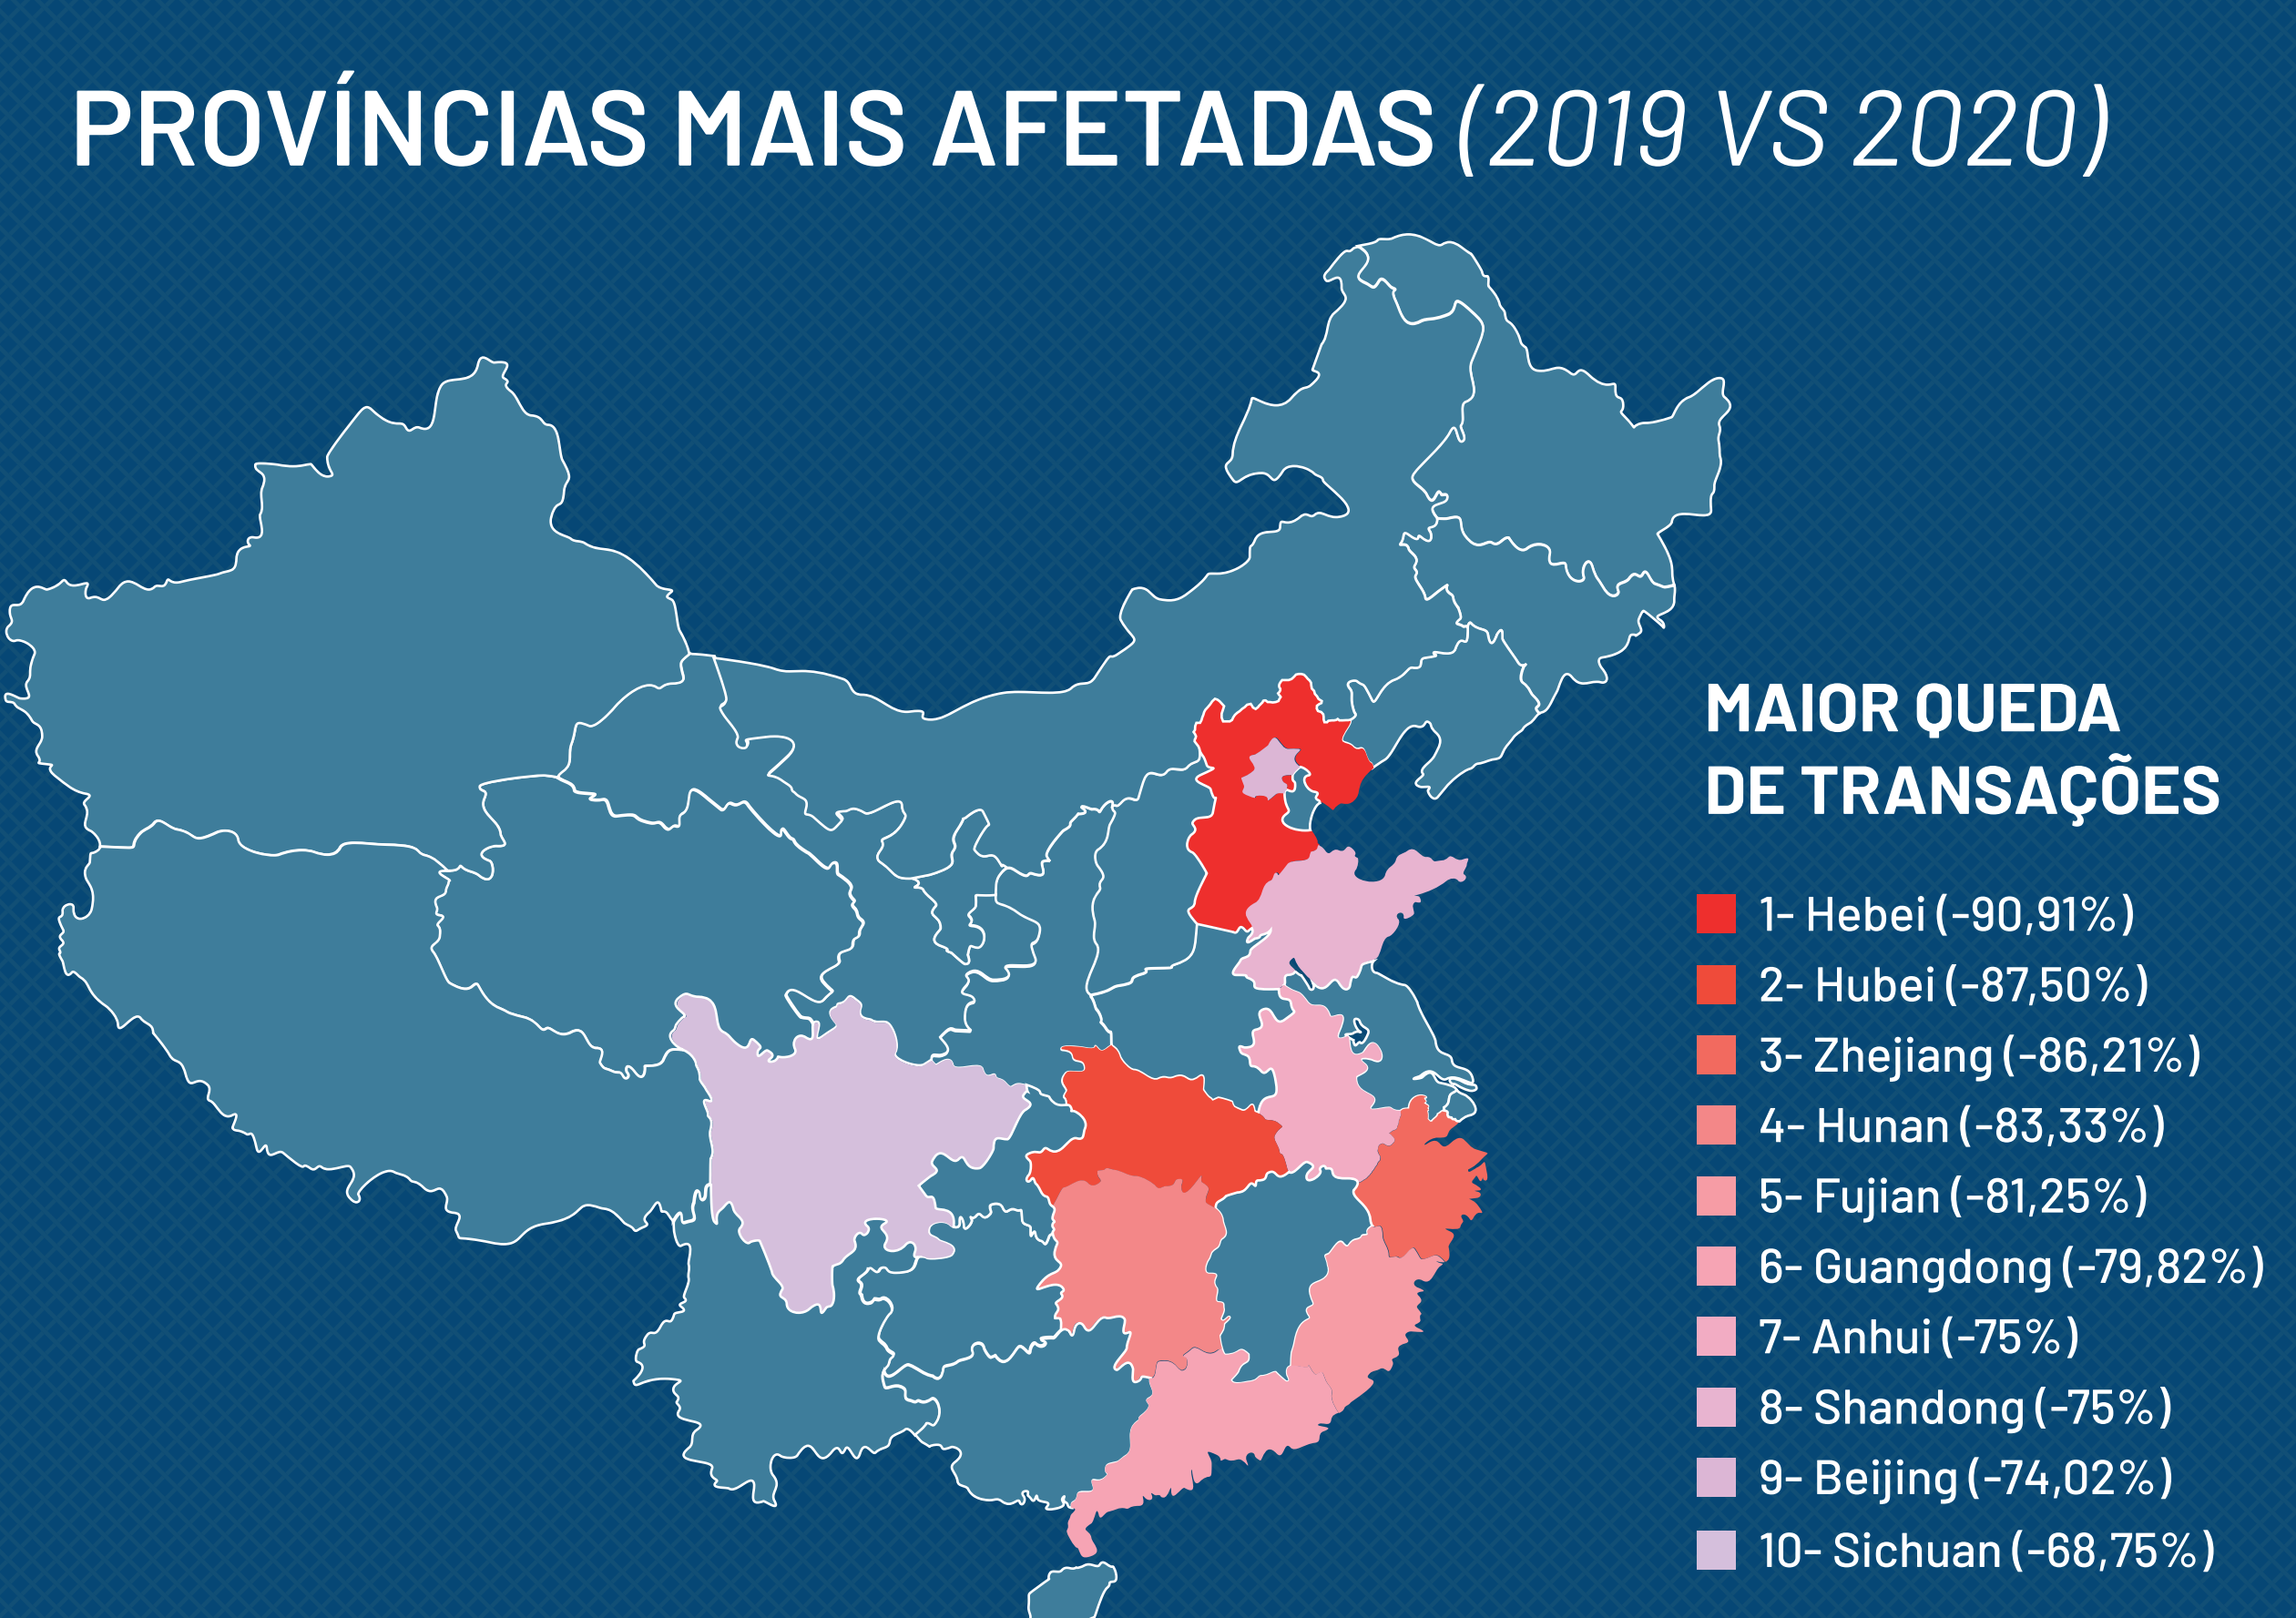 PROVÍNCIAS MAIS AFETADAS (2019 VS 2020)
MAIOR QUEDA
DE TRANSAÇÕES
1- Hebei (-90,91%)
2- Hubei (-87,50%)
3- Zhejiang (-86,21%)
4- Hunan (-83,33%)
5- Fujian (-81,25%)
6- Guangdong (-79,82%)
7- Anhui (-75%)
8- Shandong (-75%)
9- Beijing (-74,02%)
10- Sichuan (-68,75%)